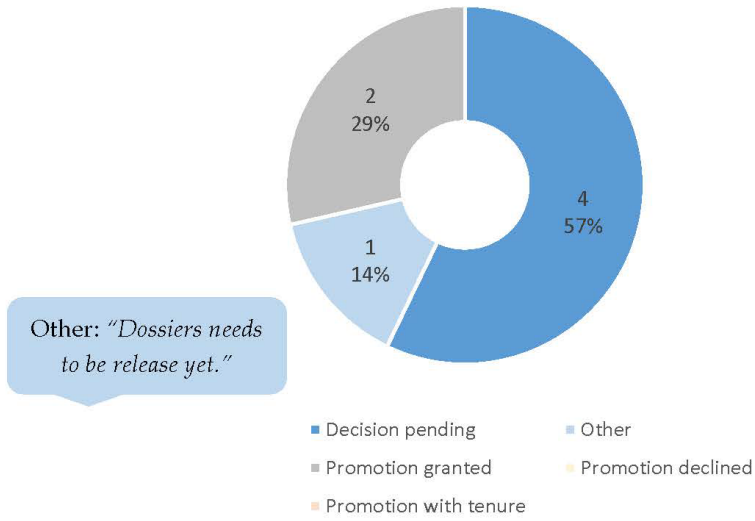 2
29%
4
57%
1
14%
Other: “Dossiers needs
to be release yet.”
Decision pending
Other
Promotion granted
Promotion declined
Promotion with tenure